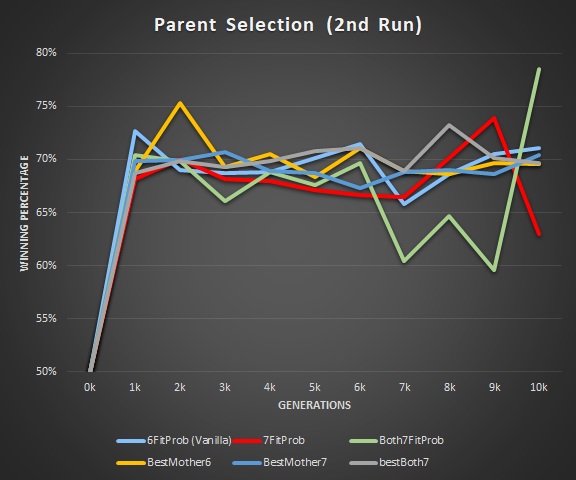 Parent Selection (2nd Run)
80%
75%
70%
65%
60%
55%
50%
WINNING PERCENTAGE
0k 1k 2k 3k 4k 5k 6k 7k 8k 9k 10k
GENERATIONS
6FitProb (Vanilla) 7FitProb Both7FitProb
BestMother6 BestMother7 bestBoth7